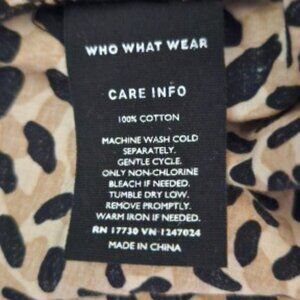 WHO WHAT WEAR
CARE INFO
100% COTTON
MACHINE WASH COLD
SEPARATELY.
GENTLE CYCLE.
ONLY NON-CHLORINE
BLEACH IF NEEDED.
TUMBLE DRY LOW.
REMOVE PROMPTLY.
WARM IRON IF NEEDED.
RN 17730 VN 1247024
MADE IN CHINA